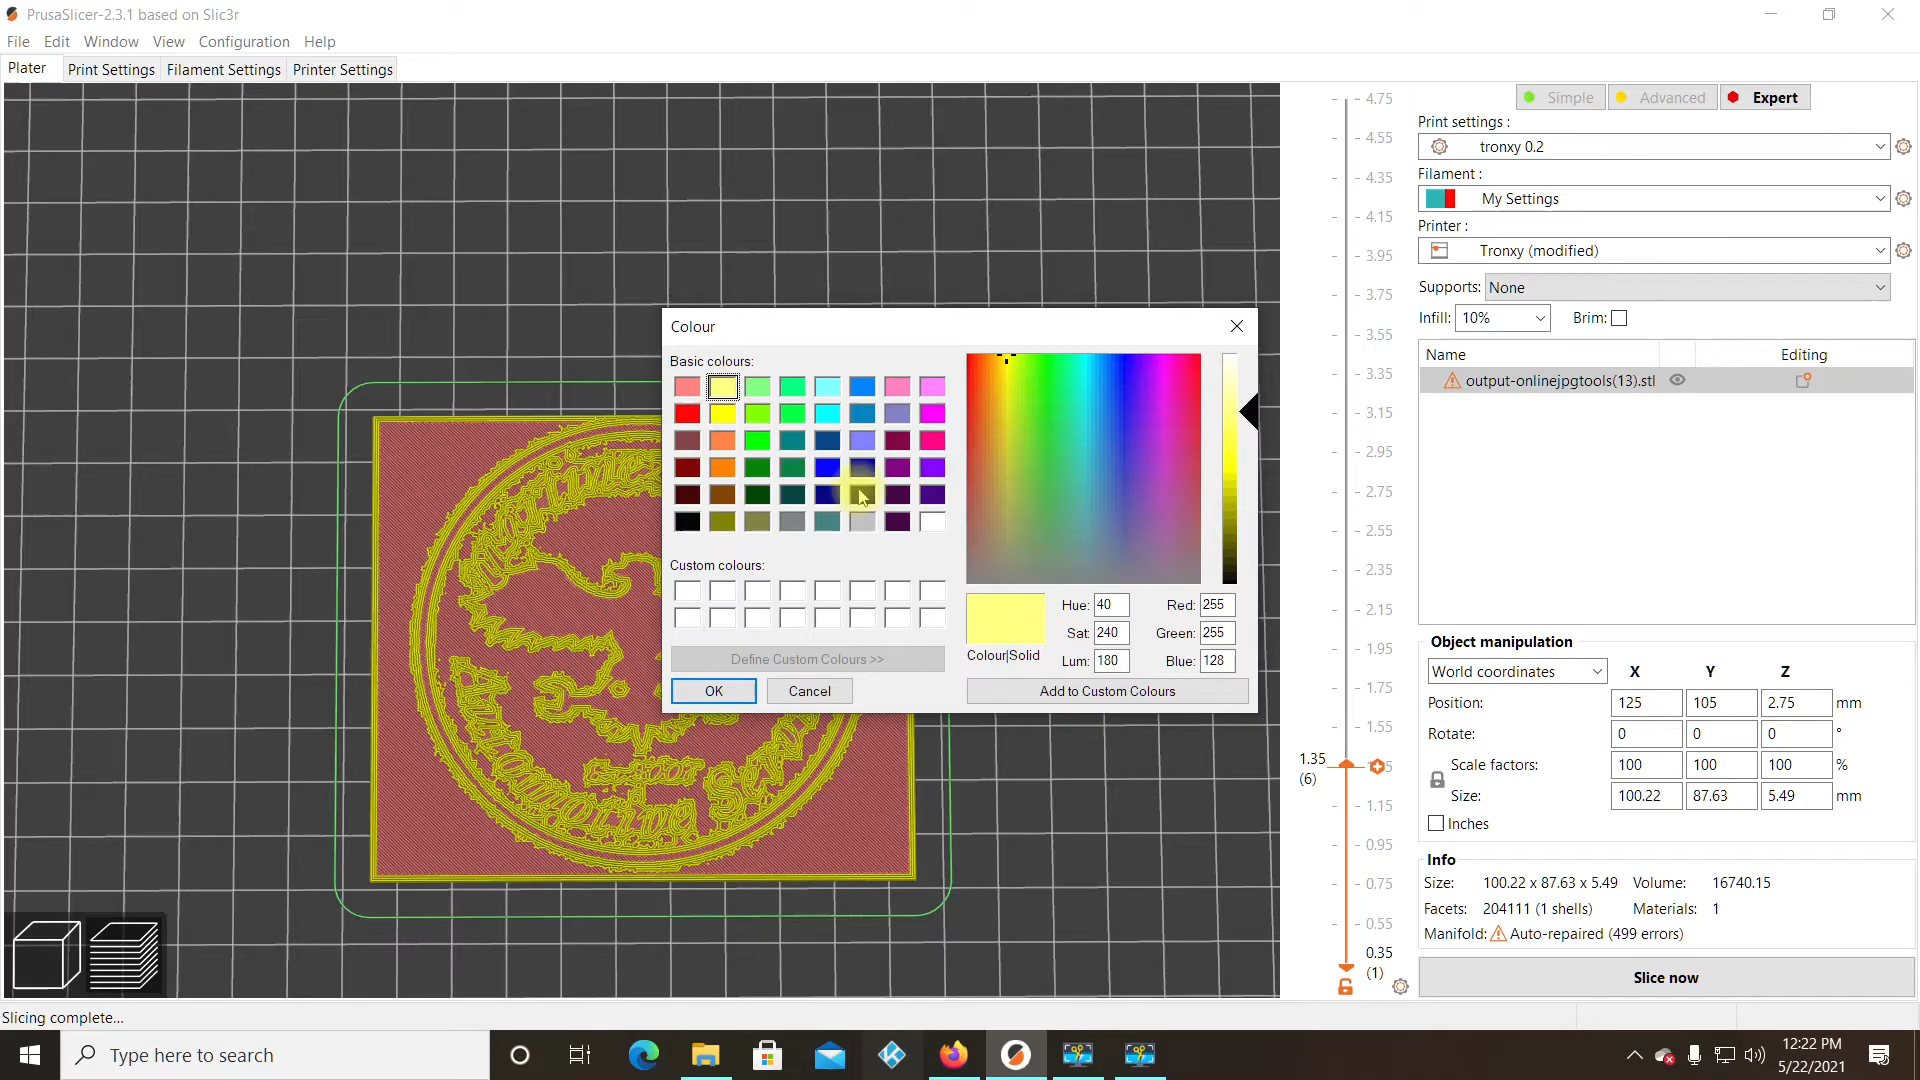 PrusaSlicer-2.3.1 based on Slic3r
File Edit Window View Configuration Help
Plater Print Settings Filament Settings Printer Settings
Simple Advanced Expert
Print settings :
tronxy 0.2
Filament :
My Settings
Printer :
Tronxy (modified)
Supports: None
Infill: 10% Brim:
Name Editing
output-onlinejpgtools(13).stl
Object manipulation
World coordinates X Y Z
Position: 125 105 2.75 mm
Rotate: 0 0 0 °
Scale factors: 100 100 100 %
Size: 100.22 87.63 5.49 mm
Inches
Info
Size: 100.22 x 87.63 x 5.49 Volume: 16740.15
Facets: 204111 (1 shells) Materials: 1
Manifold: Auto-repaired (499 errors)
Slice now
4.75
4.55
4.35
4.15
3.95
3.75
3.55
3.35
3.15
2.95
2.75
2.55
2.35
2.15
1.95
1.75
1.55
1.35
(6)
1.15
0.95
0.75
0.55
0.35
(1)
Colour
Basic colours:
Custom colours:
Define Custom Colours >>
OK Cancel
Hue: 40 Red: 255
Sat: 240 Green: 255
Colour|Solid
Lum: 180 Blue: 128
Add to Custom Colours
Automotive
Slicing complete...
Type here to search
12:22 PM
5/22/2021